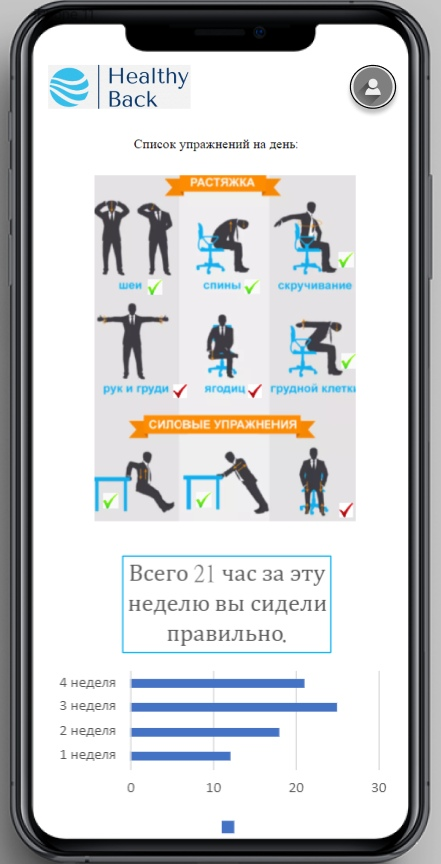 Healthy
Back
Список упражнений на день:
РАСТЯЖКА
шеи
спины
скручивание
рук и груди
ягодиц
грудной клетки
СИЛОВЫЕ УПРАЖНЕНИЯ
Всего 21 час за эту
неделю вы сидели
правильно.
4 неделя
3 неделя
2 неделя
1 неделя
0 10 20 30